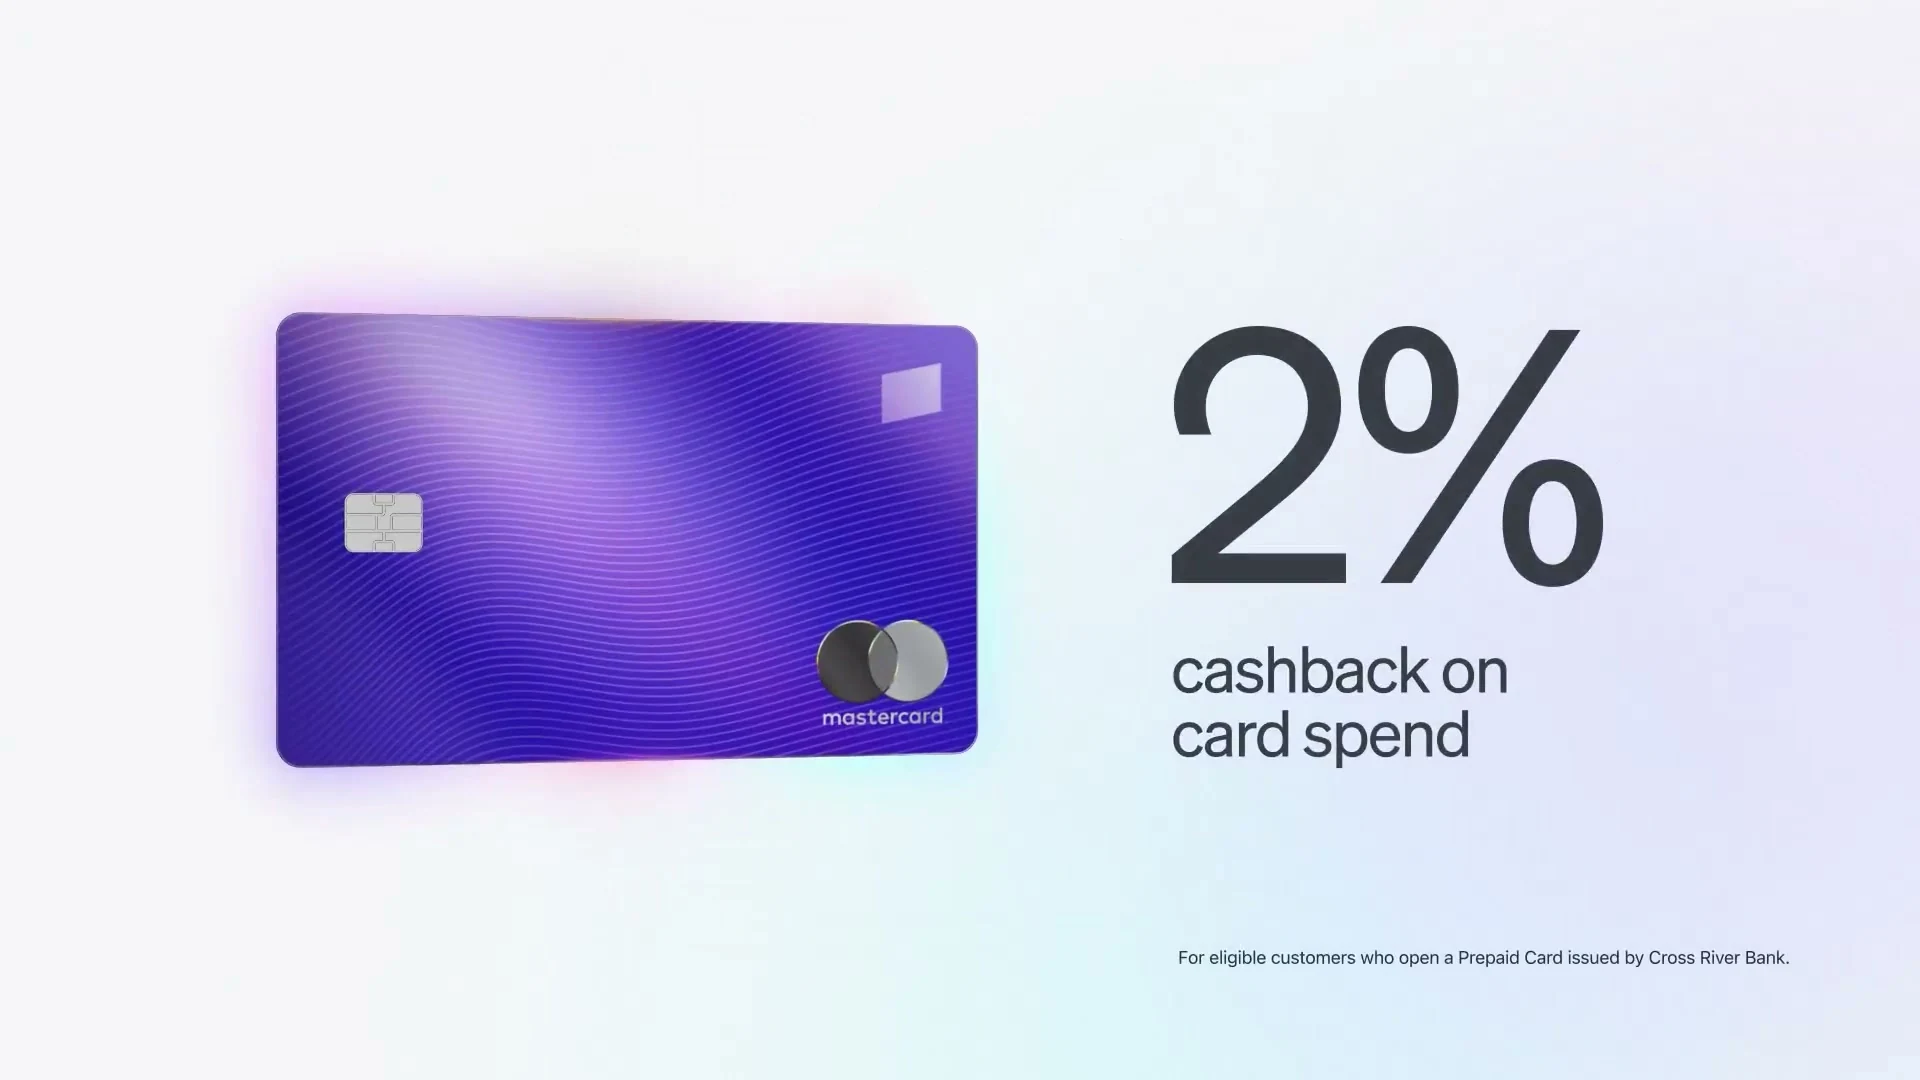 mastercard
2%
cashback on
card spend
For eligible customers who open a Prepaid Card issued by Cross River Bank.